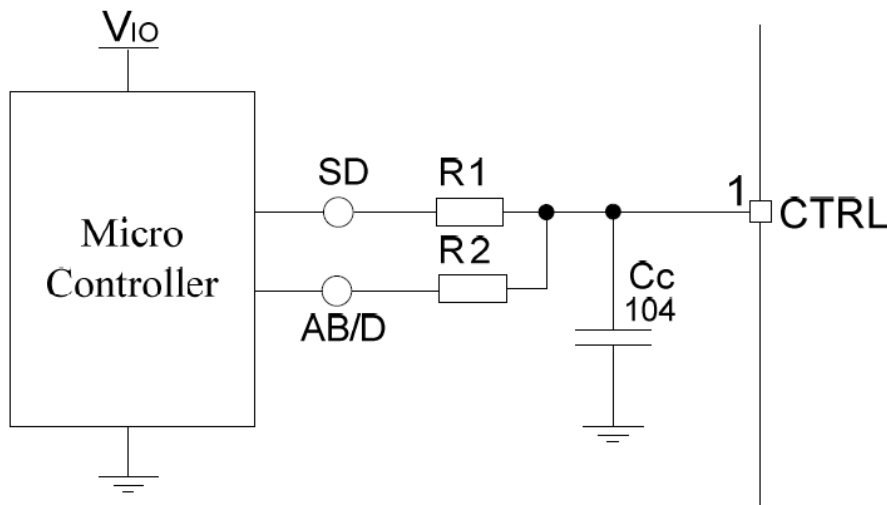 VIO
SD
R1
1
CTRL
Micro
Controller
R2
Cc
104
AB/D